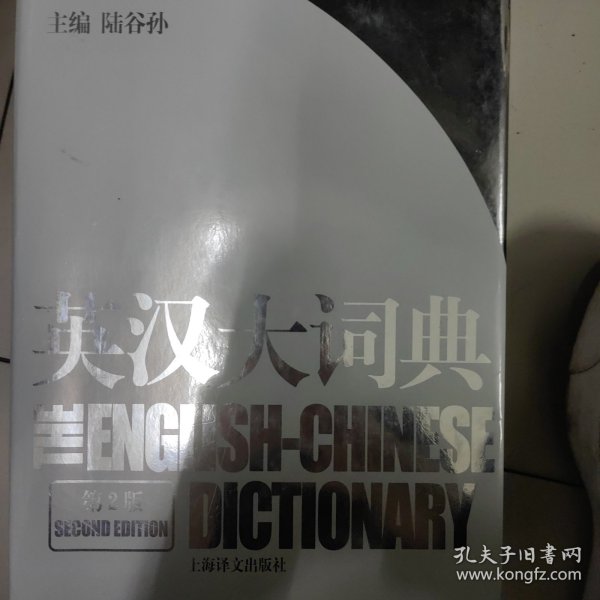 主编 陆谷孙
英汉大词典
THE ENGLISH-CHINESE
DICTIONARY
第2版
SECOND EDITION
上海译文出版社
孔夫子旧书网
www.kongfz.com